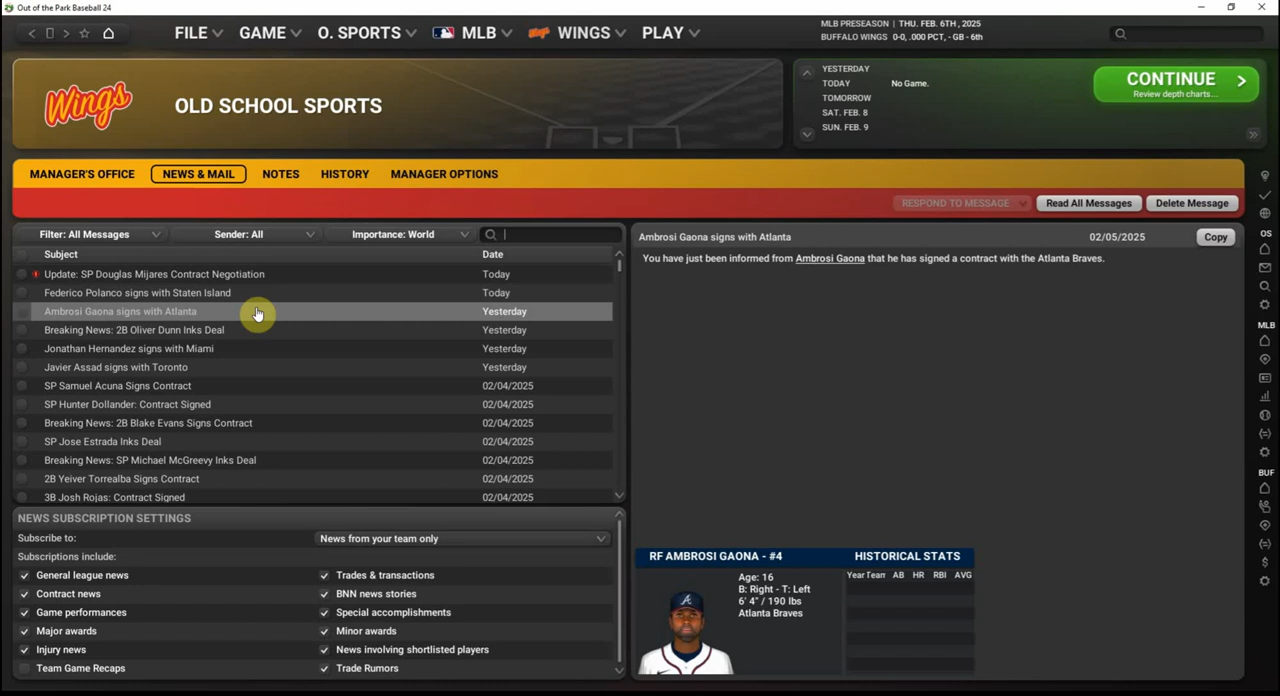 Out of the Park Baseball 24
FILE GAME O. SPORTS MLB WINGS PLAY
MLB PRESEASON | THU. FEB. 6TH , 2025
BUFFALO WINGS 0-0, .000 PCT, - GB - 6th
Wings
OLD SCHOOL SPORTS
YESTERDAY
TODAY No Game.
TOMORROW
SAT. FEB. 8
SUN. FEB. 9
CONTINUE
Review depth charts...
MANAGER'S OFFICE NEWS & MAIL NOTES HISTORY MANAGER OPTIONS
RESPOND TO MESSAGE Read All Messages Delete Message
Filter: All Messages Sender: All Importance: World
Subject Date
Update: SP Douglas Mijares Contract Negotiation Today
Federico Polanco signs with Staten Island Today
Ambrosi Gaona signs with Atlanta Yesterday
Breaking News: 2B Oliver Dunn Inks Deal Yesterday
Jonathan Hernandez signs with Miami Yesterday
Javier Assad signs with Toronto Yesterday
SP Samuel Acuna Signs Contract 02/04/2025
SP Hunter Dollander: Contract Signed 02/04/2025
Breaking News: 2B Blake Evans Signs Contract 02/04/2025
SP Jose Estrada Inks Deal 02/04/2025
Breaking News: SP Michael McGreevy Inks Deal 02/04/2025
2B Yeiver Torrealba Signs Contract 02/04/2025
3B Josh Rojas: Contract Signed 02/04/2025
NEWS SUBSCRIPTION SETTINGS
Subscribe to: News from your team only
Subscriptions include:
General league news Trades & transactions
Contract news BNN news stories
Game performances Special accomplishments
Major awards Minor awards
Injury news News involving shortlisted players
Team Game Recaps Trade Rumors
Ambrosi Gaona signs with Atlanta 02/05/2025 Copy
You have just been informed from Ambrosi Gaona that he has signed a contract with the Atlanta Braves.
RF AMBROSI GAONA - #4 HISTORICAL STATS
Age: 16
B: Right - T: Left
6' 4" / 190 lbs
Atlanta Braves
Year Team AB HR RBI AVG
OS
MLB
BUF